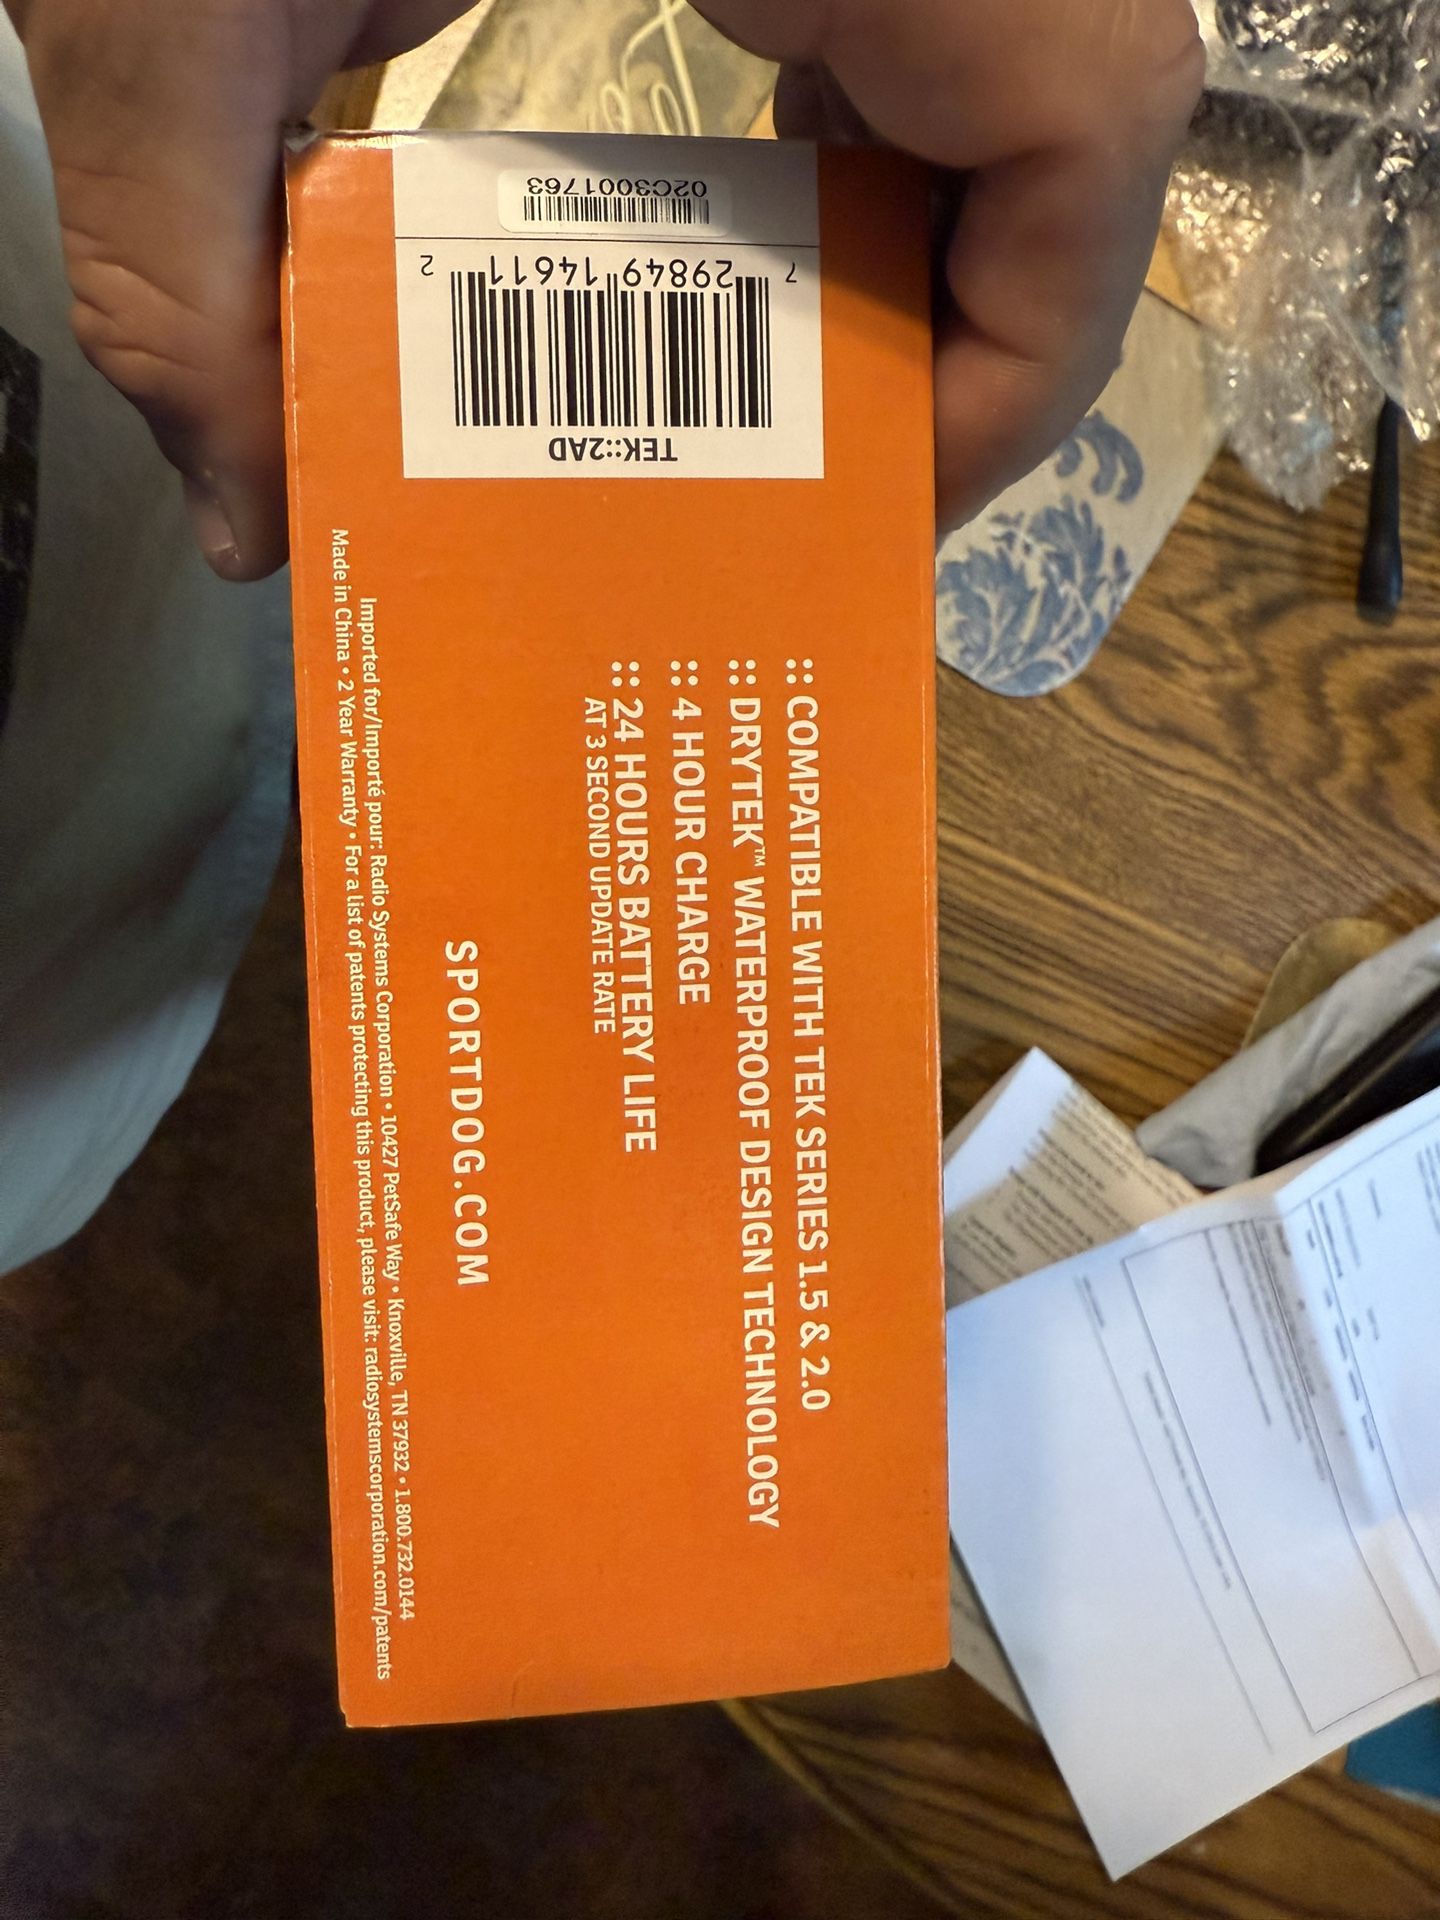 :: COMPATIBLE WITH TEK SERIES 1.5 & 2.0
:: DRYTEK™ WATERPROOF DESIGN TECHNOLOGY
:: 4 HOUR CHARGE
:: 24 HOURS BATTERY LIFE
AT 3 SECOND UPDATE RATE
SPORTDOG.COM
Imported for/Importé pour: Radio Systems Corporation • 10427 PetSafe Way • Knoxville, TN 37932 • 1.800.732.0144
Made in China • 2 Year Warranty • For a list of patents protecting this product, please visit: radiosystemscorporation.com/patents
TEK::2AD
7 29849 14611 2
02C3001763